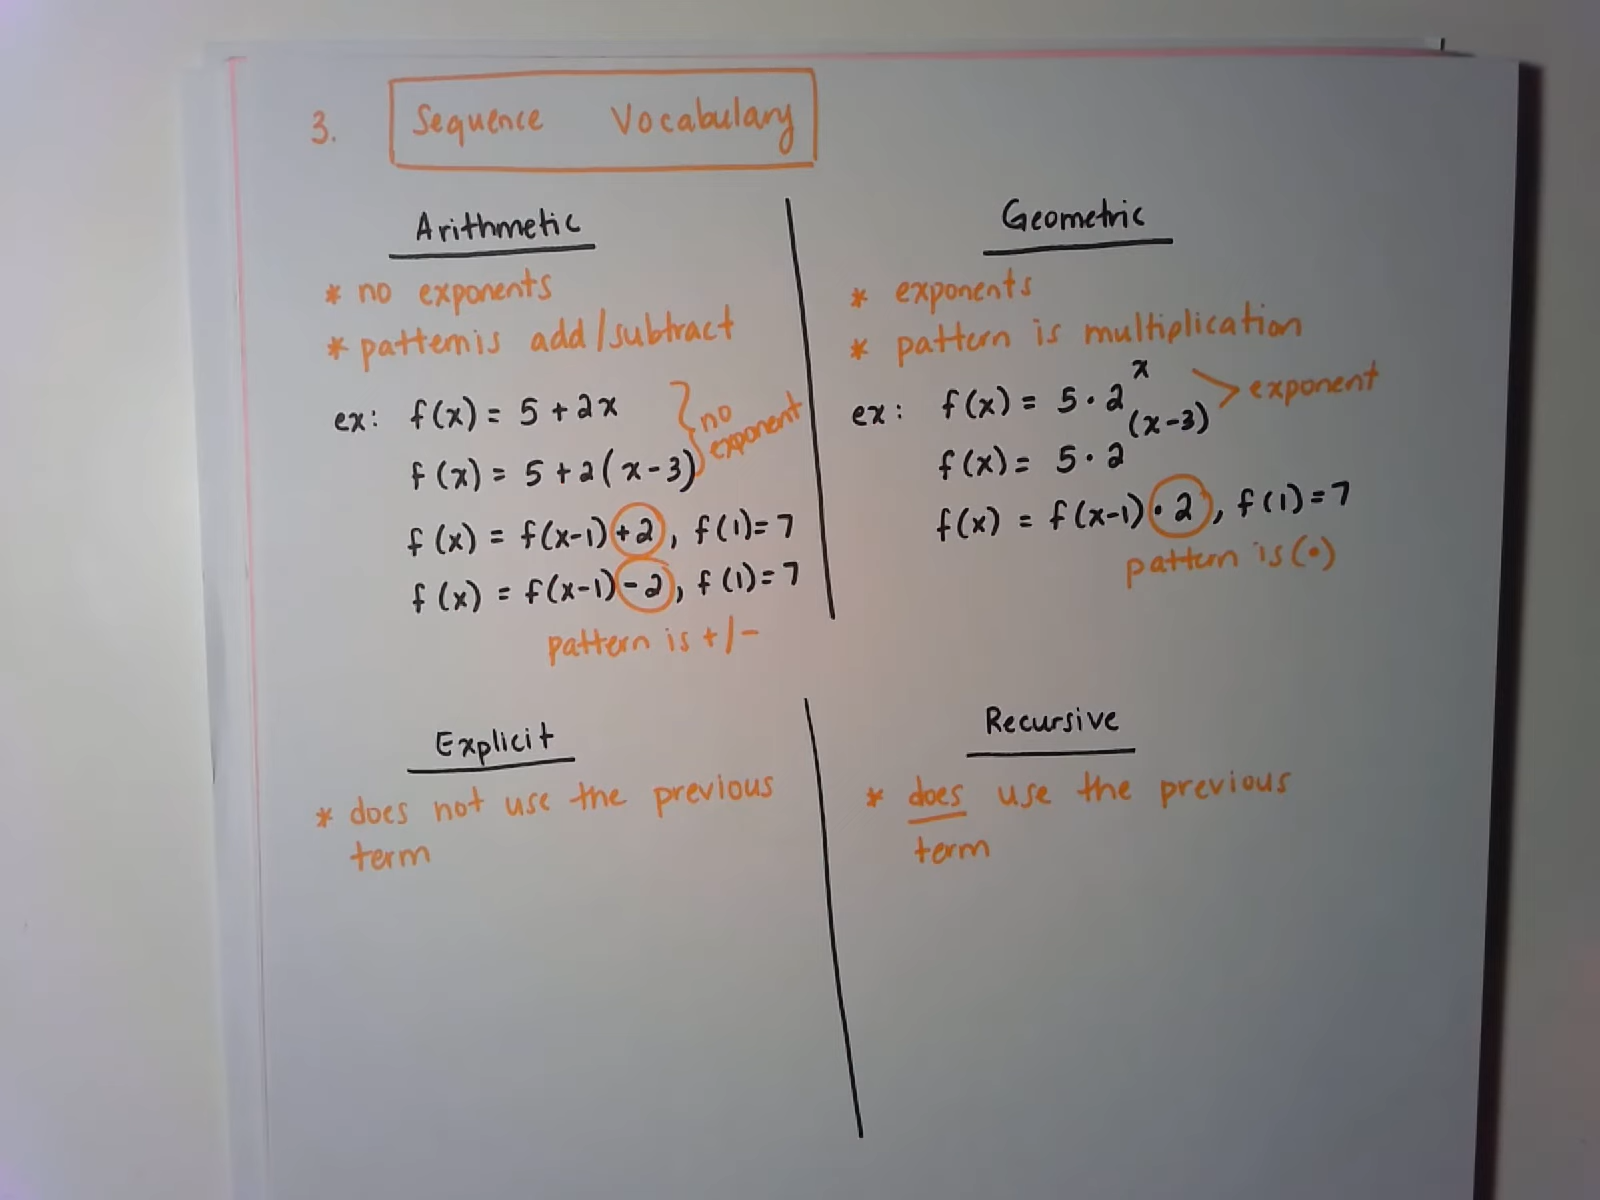 3. Sequence Vocabulary
Arithmetic
* no exponents
* pattern is add/subtract
ex: f(x) = 5 + 2x
f(x) = 5 + 2(x-3)
no
exponent
f(x) = f(x-1) +2, f(1)=7
f(x) = f(x-1) -2, f(1)=7
pattern is +/-
Geometric
* exponents
* pattern is multiplication
ex: f(x) = 5 · 2^x
f(x) = 5 · 2^(x-3)
exponent
f(x) = f(x-1) · 2, f(1)=7
pattern is (·)
Explicit
* does not use the previous
term
Recursive
* does use the previous
term